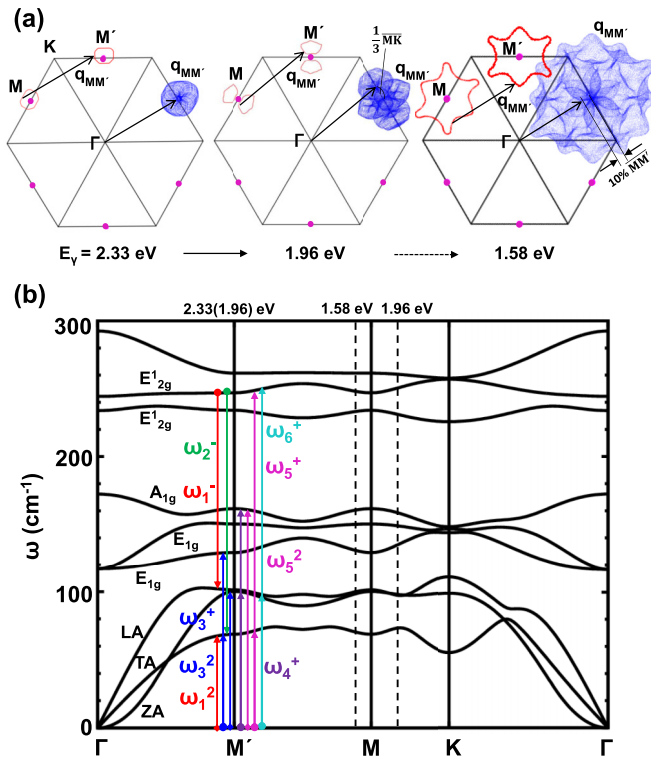 (a)
K M´ M q_MM´ q_MM´ Γ
M´ M q_MM´ q_MM´ Γ 1/3 MK
M´ M q_MM´ q_MM´ Γ 10% MM´
E_γ = 2.33 eV 1.96 eV 1.58 eV
(b)
2.33(1.96) eV 1.58 eV 1.96 eV
300
E¹₂g
E¹₂g
ω₆⁺
ω₂⁻
ω₅⁺
200
ω₁⁻
A₁g
E₁g
ω₅²
E₁g
100
ω₃⁺
LA
TA
ω₃² ω₄⁺
ω₁²
ZA
0
ω (cm⁻¹)
Γ M´ M K Γ